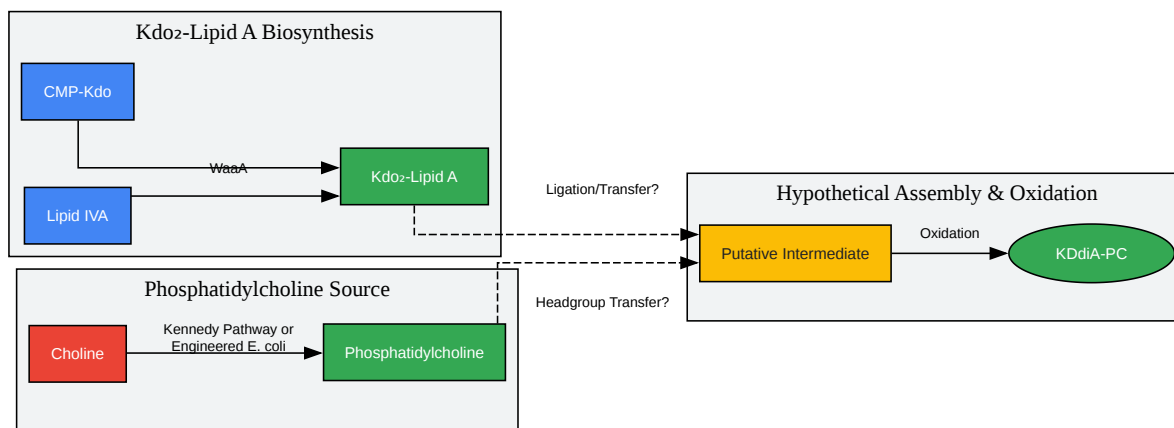 Kdo₂-Lipid A Biosynthesis
CMP-Kdo
WaaA
Kdo₂-Lipid A
Lipid IVA
Ligation/Transfer?
Hypothetical Assembly & Oxidation
Putative Intermediate
Oxidation
KDdiA-PC
Phosphatidylcholine Source
Headgroup Transfer?
Choline
Kennedy Pathway or
Engineered E. coli
Phosphatidylcholine